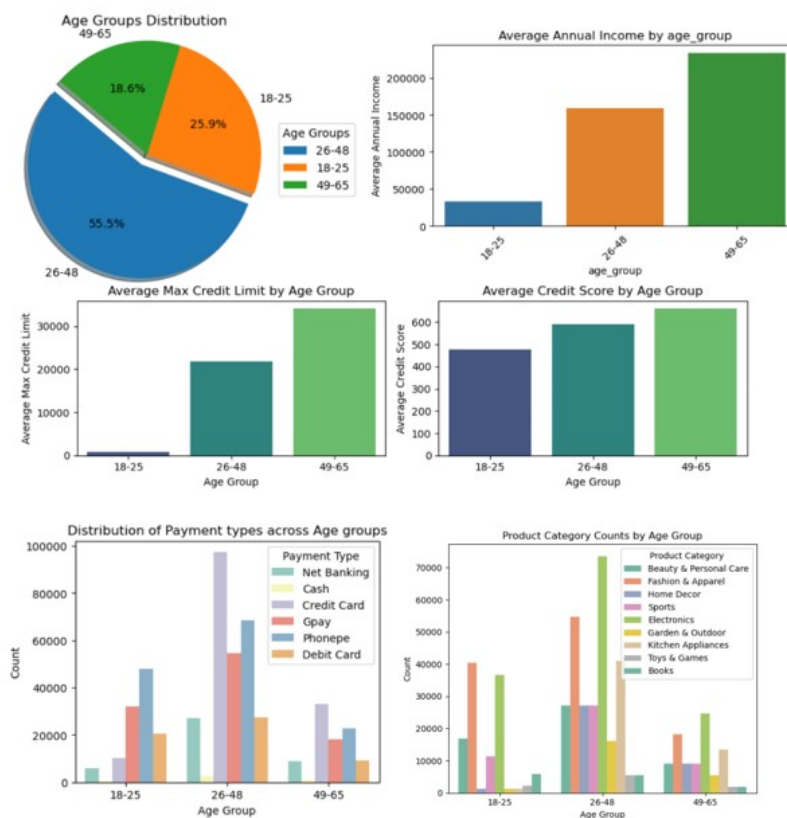 Age Groups Distribution
49-65
18.6%
18-25
25.9%
Age Groups
26-48
18-25
49-65
55.5%
26-48
Average Annual Income by age_group
Average Annual Income
200000
150000
100000
50000
0
18-25
26-48
49-65
age_group
Average Max Credit Limit by Age Group
Average Max Credit Limit
30000
20000
10000
0
18-25
26-48
49-65
Age Group
Average Credit Score by Age Group
Average Credit Score
600
500
400
300
200
100
0
18-25
26-48
49-65
Age Group
Distribution of Payment types across Age groups
Count
100000
80000
60000
40000
20000
0
Payment Type
Net Banking
Cash
Credit Card
Gpay
Phonepe
Debit Card
18-25
26-48
49-65
Age Group
Product Category Counts by Age Group
Count
70000
60000
50000
40000
30000
20000
10000
0
Product Category
Beauty & Personal Care
Fashion & Apparel
Home Decor
Sports
Electronics
Garden & Outdoor
Kitchen Appliances
Toys & Games
Books
18-25
26-48
49-65
Age Group